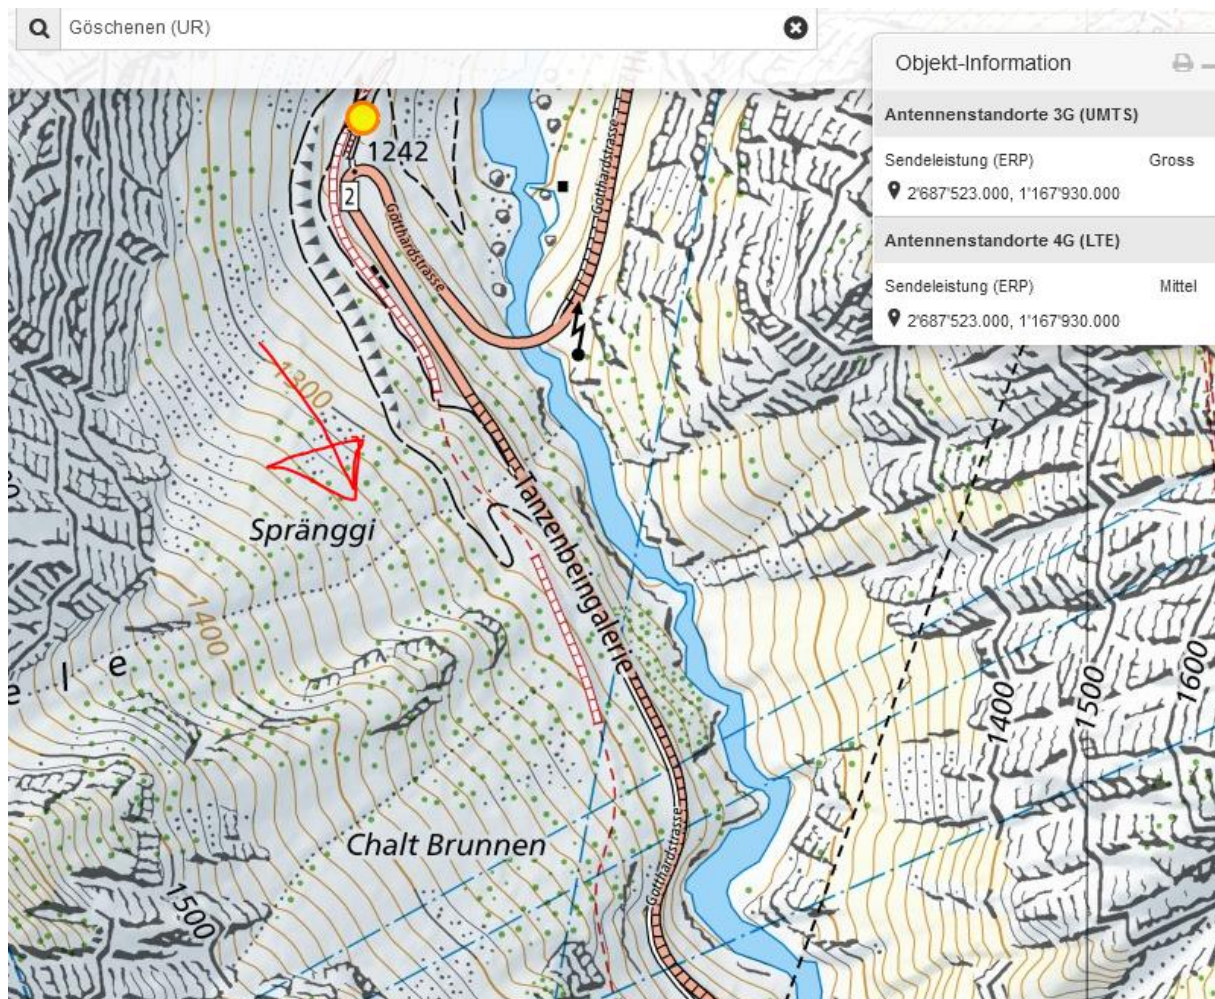 Göschenen (UR)
Objekt-Information
Antennenstandorte 3G (UMTS)
Sendeleistung (ERP) Gross
2'687'523.000, 1'167'930.000
Antennenstandorte 4G (LTE)
Sendeleistung (ERP) Mittel
2'687'523.000, 1'167'930.000
1242
2
Gotthardstrasse
Gotthardstrasse
1300
Spränggi
Tanzenbeingalerie
1400
e l e
1400
1500
1600
Chalt Brunnen
Gotthardstrasse
1500